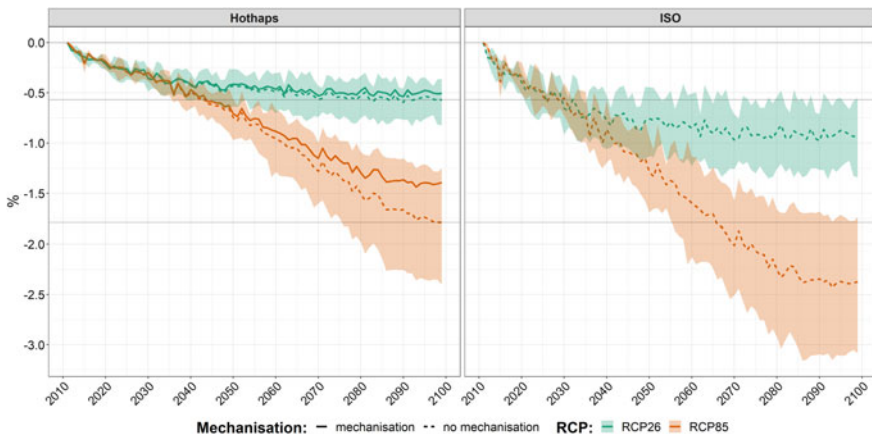 Hothaps ISO
0.0
-0.5
-1.0
-1.5
-2.0
-2.5
-3.0
%
2010 2020 2030 2040 2050 2060 2070 2080 2090 2100 2010 2020 2030 2040 2050 2060 2070 2080 2090 2100
Mechanisation: mechanisation no mechanisation RCP: RCP26 RCP85